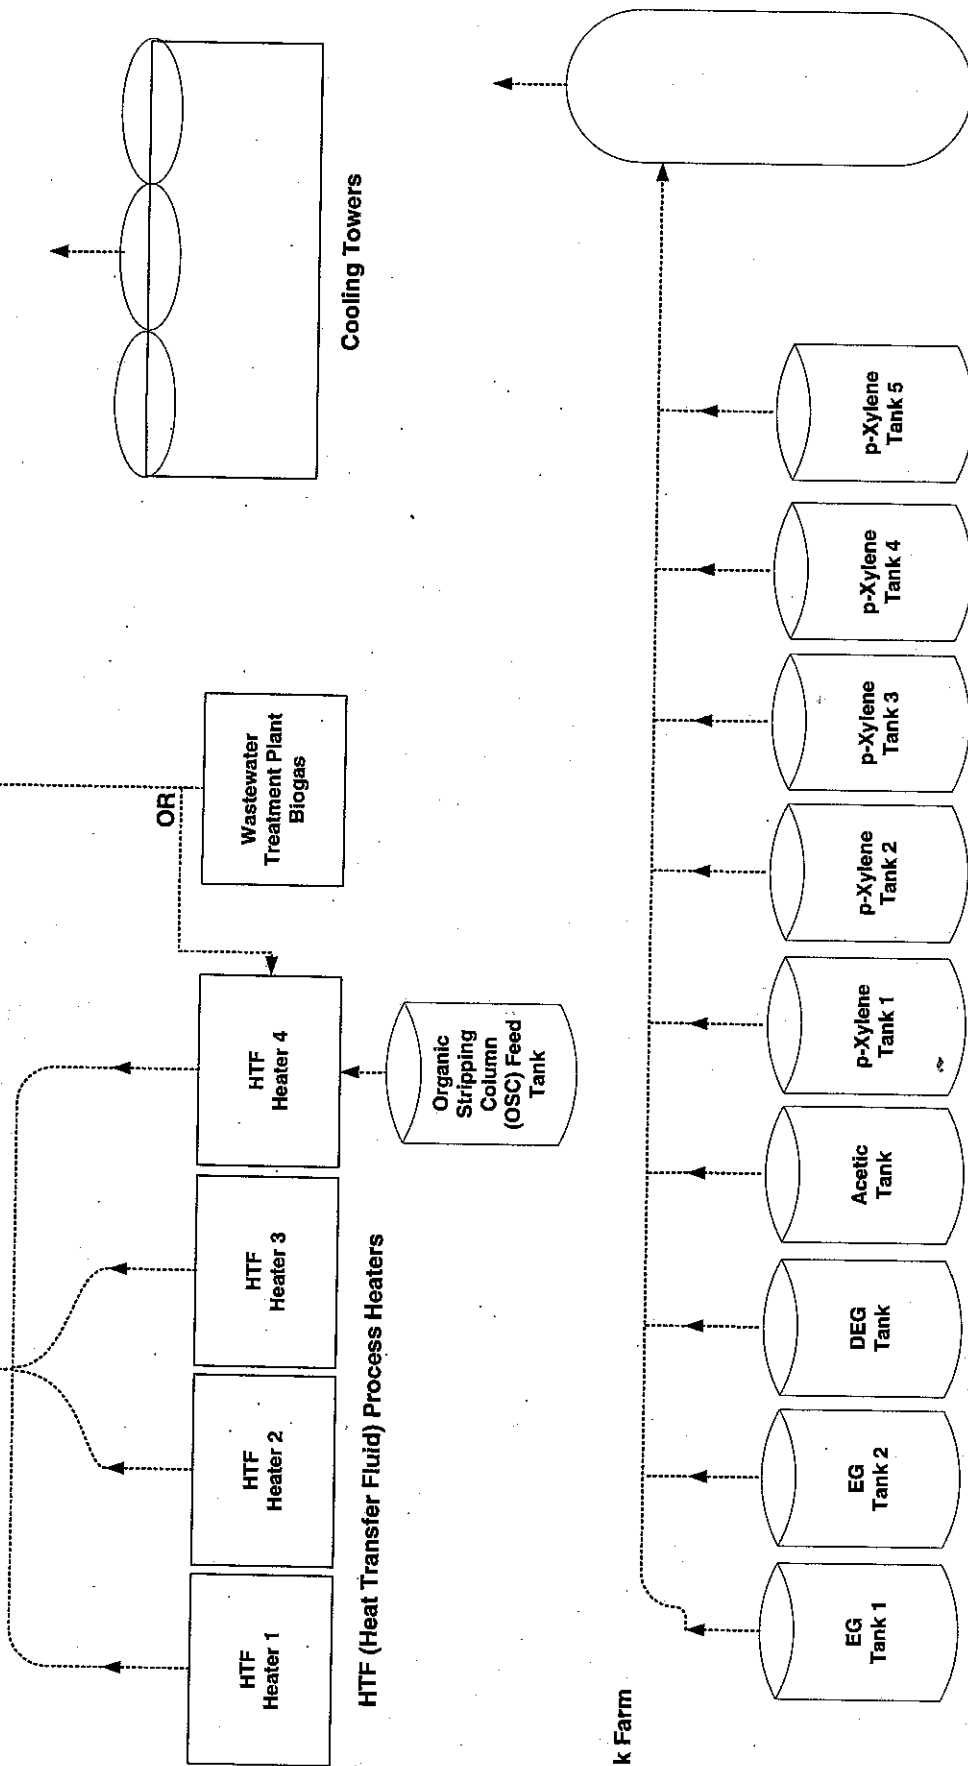 Cooling Towers
OR
Wastewater
Treatment Plant
Biogas
HTF
Heater 1
HTF
Heater 2
HTF
Heater 3
HTF
Heater 4
Organic
Stripping
Column
(OSC) Feed
Tank
HTF (Heat Transfer Fluid) Process Heaters
k Farm
EG
Tank 1
EG
Tank 2
DEG
Tank
Acetic
Tank
p-Xylene
Tank 1
p-Xylene
Tank 2
p-Xylene
Tank 3
p-Xylene
Tank 4
p-Xylene
Tank 5